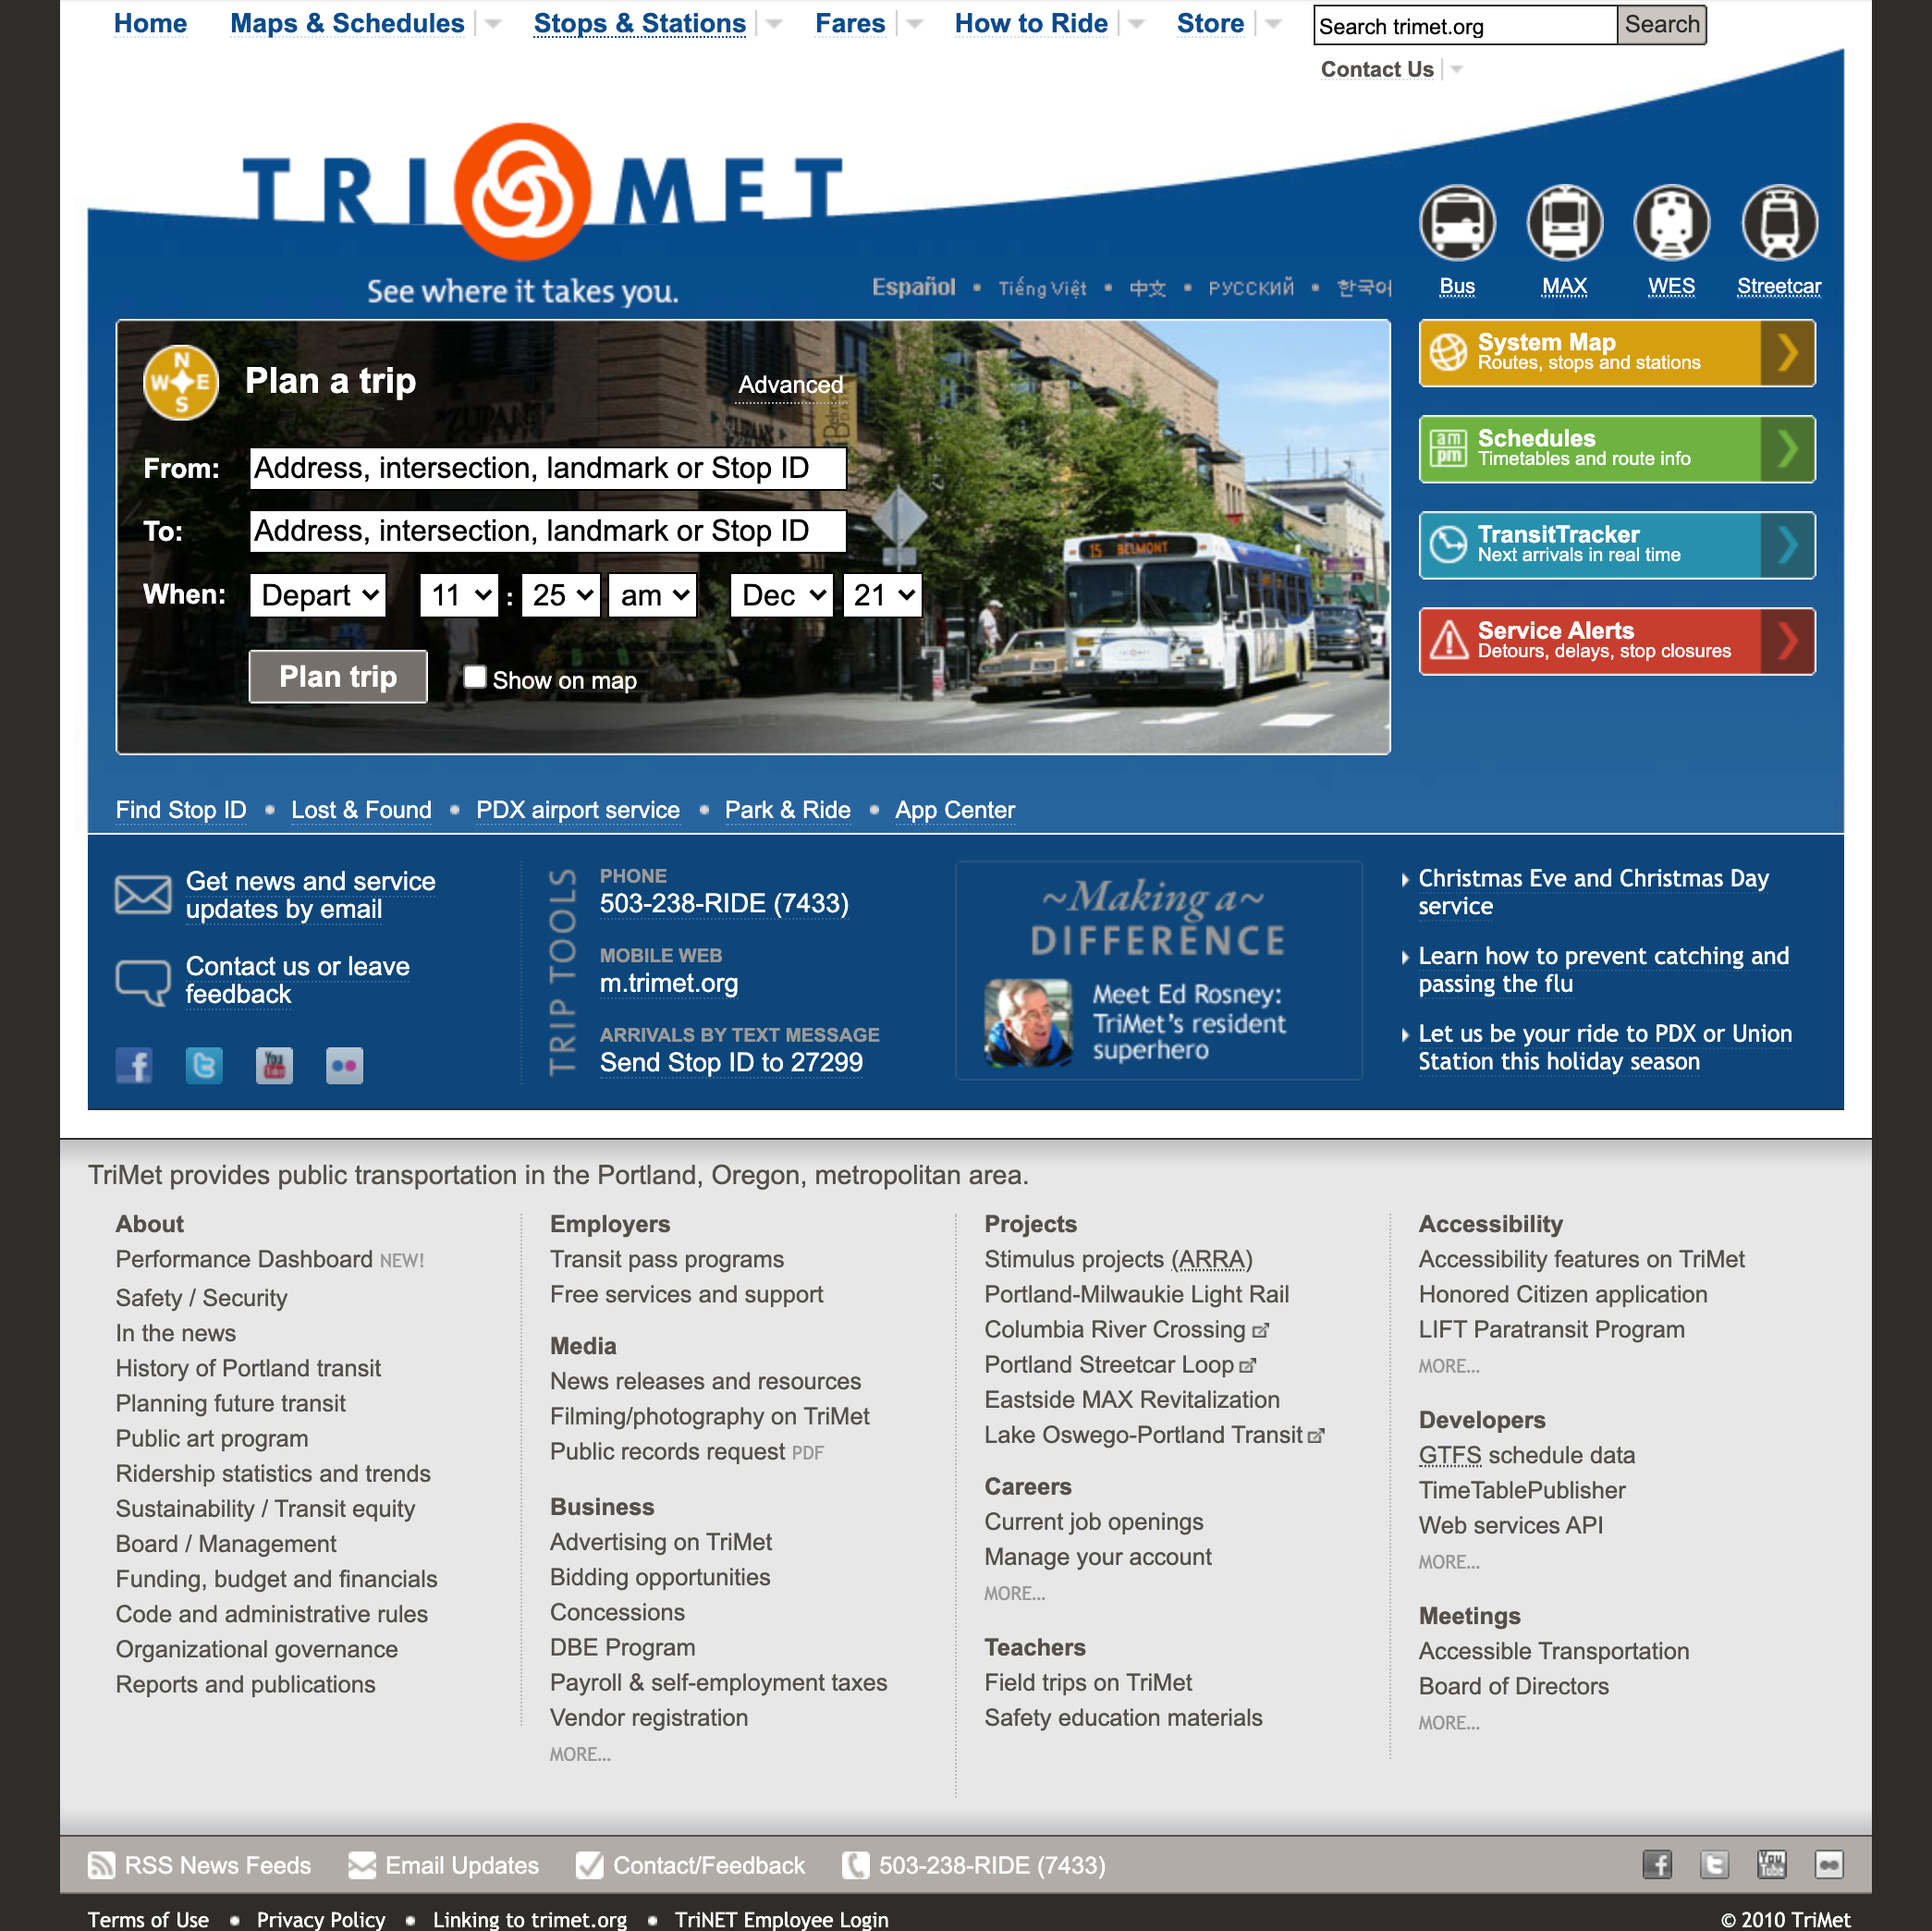 Home Maps & Schedules Stops & Stations Fares How to Ride Store Search trimet.org Search
Contact Us
TRI MET
See where it takes you.
Español • Tiếng Việt • 中文 • РУССКИЙ • 한국어
Bus MAX WES Streetcar
N
W E
S
Plan a trip
Advanced
From: Address, intersection, landmark or Stop ID
To: Address, intersection, landmark or Stop ID
When: Depart 11 : 25 am Dec 21
Plan trip Show on map
ZUPAN'S
15 BELMONT
System Map
Routes, stops and stations
am
pm
Schedules
Timetables and route info
TransitTracker
Next arrivals in real time
Service Alerts
Detours, delays, stop closures
Find Stop ID • Lost & Found • PDX airport service • Park & Ride • App Center
Get news and service
updates by email
Contact us or leave
feedback
f t You Tube
TRIP TOOLS
PHONE
503-238-RIDE (7433)
MOBILE WEB
m.trimet.org
ARRIVALS BY TEXT MESSAGE
Send Stop ID to 27299
~Making a~
DIFFERENCE
Meet Ed Rosney:
TriMet's resident
superhero
Christmas Eve and Christmas Day
service
Learn how to prevent catching and
passing the flu
Let us be your ride to PDX or Union
Station this holiday season
TriMet provides public transportation in the Portland, Oregon, metropolitan area.
About
Performance Dashboard NEW!
Safety / Security
In the news
History of Portland transit
Planning future transit
Public art program
Ridership statistics and trends
Sustainability / Transit equity
Board / Management
Funding, budget and financials
Code and administrative rules
Organizational governance
Reports and publications
Employers
Transit pass programs
Free services and support
Media
News releases and resources
Filming/photography on TriMet
Public records request PDF
Business
Advertising on TriMet
Bidding opportunities
Concessions
DBE Program
Payroll & self-employment taxes
Vendor registration
MORE...
Projects
Stimulus projects (ARRA)
Portland-Milwaukie Light Rail
Columbia River Crossing
Portland Streetcar Loop
Eastside MAX Revitalization
Lake Oswego-Portland Transit
Careers
Current job openings
Manage your account
MORE...
Teachers
Field trips on TriMet
Safety education materials
Accessibility
Accessibility features on TriMet
Honored Citizen application
LIFT Paratransit Program
MORE...
Developers
GTFS schedule data
TimeTablePublisher
Web services API
MORE...
Meetings
Accessible Transportation
Board of Directors
MORE...
RSS News Feeds Email Updates Contact/Feedback 503-238-RIDE (7433) f t You Tube
Terms of Use • Privacy Policy • Linking to trimet.org • TriNET Employee Login © 2010 TriMet